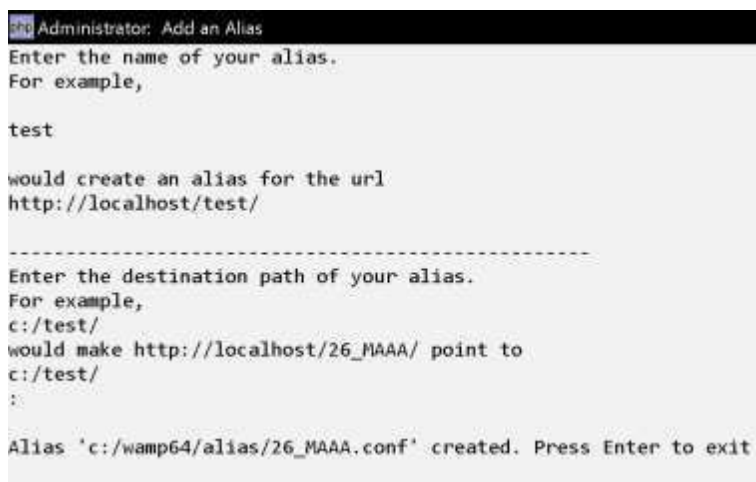 php Administrator: Add an Alias
Enter the name of your alias.
For example,
test
would create an alias for the url
http://localhost/test/
---------------------------------------------------
Enter the destination path of your alias.
For example,
c:/test/
would make http://localhost/26_MAAA/ point to
c:/test/
:
Alias 'c:/wamp64/alias/26_MAAA.conf' created. Press Enter to exit